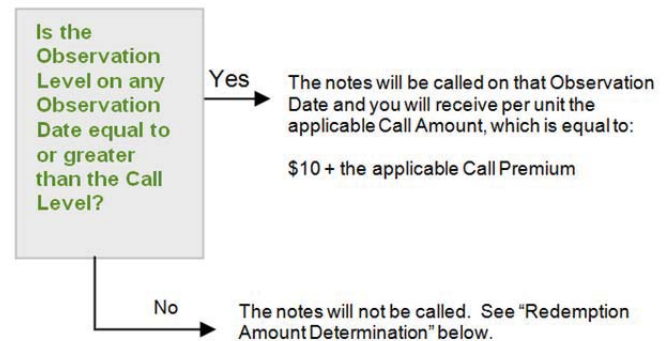 Is the
Observation
Level on any
Observation
Date equal to
or greater
than the Call
Level?
Yes
The notes will be called on that Observation
Date and you will receive per unit the
applicable Call Amount, which is equal to:
$10 + the applicable Call Premium
No
The notes will not be called. See “Redemption
Amount Determination” below.